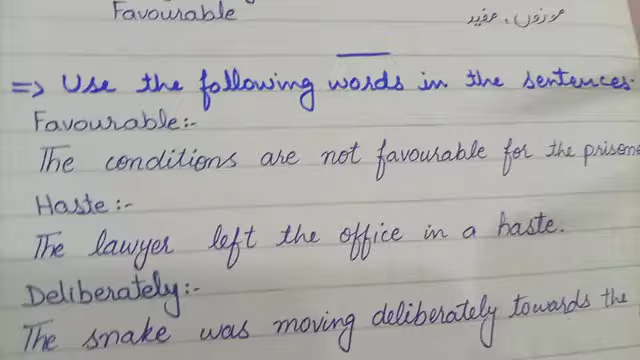 Favourable موزوں، مفید
=> Use the following words in the sentences.
Favourable:-
The conditions are not favourable for the prisone
Haste:-
The lawyer left the office in a haste.
Deliberately:-
The snake was moving deliberately towards the